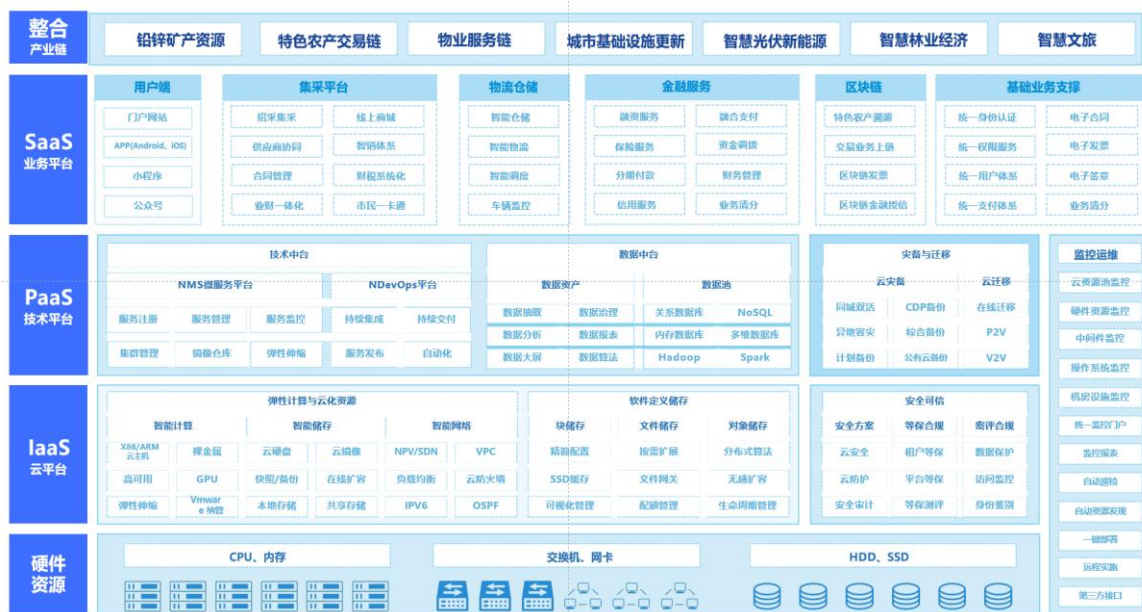 整合
产业链
铅锌矿产资源
特色农产交易链
物业服务链
城市基础设施更新
智慧光伏新能源
智慧林业经济
智慧文旅
SaaS
业务平台
用户端
门户网站
APP(Android、iOS)
小程序
公众号
集采平台
招采集采
线上商城
供应商协同
智销体系
合同管理
财税系统化
业财一体化
市民一卡通
物流仓储
智能仓储
智能物流
智能调度
车辆监控
金融服务
融资服务
融合支付
保险服务
资金调拨
分期付款
财务管理
信用服务
业务清分
区块链
特色农产溯源
交易业务上链
区块链发票
区块链金融授信
基础业务支撑
统一身份认证
电子合同
统一权限服务
电子发票
统一用户体系
电子签章
统一支付体系
业务清分
PaaS
技术平台
技术中台
NMS微服务平台
服务注册
服务管理
服务监控
集群管理
镜像仓库
弹性伸缩
NDevOps平台
持续集成
持续交付
服务发布
自动化
数据中台
数据资产
数据抽取
数据治理
数据分析
数据报表
数据大屏
数据算法
数据池
关系数据库
NoSQL
内存数据库
多维数据库
Hadoop
Spark
灾备与迁移
云灾备
同城双活
CDP备份
异地容灾
综合备份
计划备份
公有云备份
云迁移
在线迁移
P2V
V2V
IaaS
云平台
弹性计算与云化资源
智能计算
X86/ARM
云主机
裸金属
高可用
GPU
弹性伸缩
Vmwar
e 纳管
智能储存
云硬盘
云镜像
快照/备份
在线扩容
本地存储
共享存储
智能网络
NPV/SDN
VPC
负载均衡
云防火墙
IPV6
OSPF
软件定义储存
块储存
精简配置
SSD缓存
可视化管理
文件储存
按需扩展
文件网关
配额管理
对象储存
分布式算法
无感扩容
生命周期管理
安全可信
安全方案
云安全
云防护
安全审计
等保合规
租户等保
平台等保
等保测评
密评合规
数据保护
访问监控
身份鉴别
硬件
资源
CPU、内存
交换机、网卡
HDD、SSD
监控运维
云资源池监控
硬件资源监控
中间件监控
操作系统监控
机房设施监控
统一监控门户
监控报表
自动巡检
自动资源发现
一键部署
远程实施
第三方接口